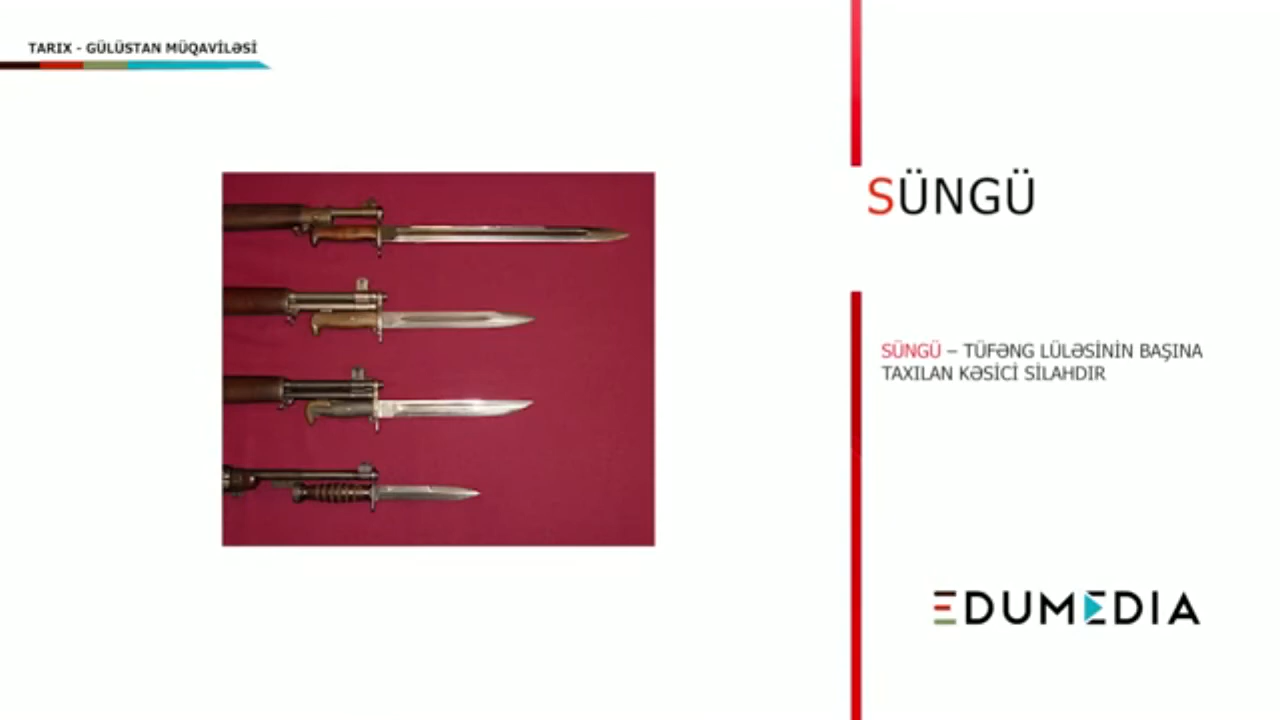 TARIX - GÜLÜSTAN MÜQAVİLƏSİ
SÜNGÜ
SÜNGÜ – TÜFƏNG LÜLƏSİNİN BAŞINA
TAXILAN KƏSİCİ SİLAHDIR
EDUMEDIA